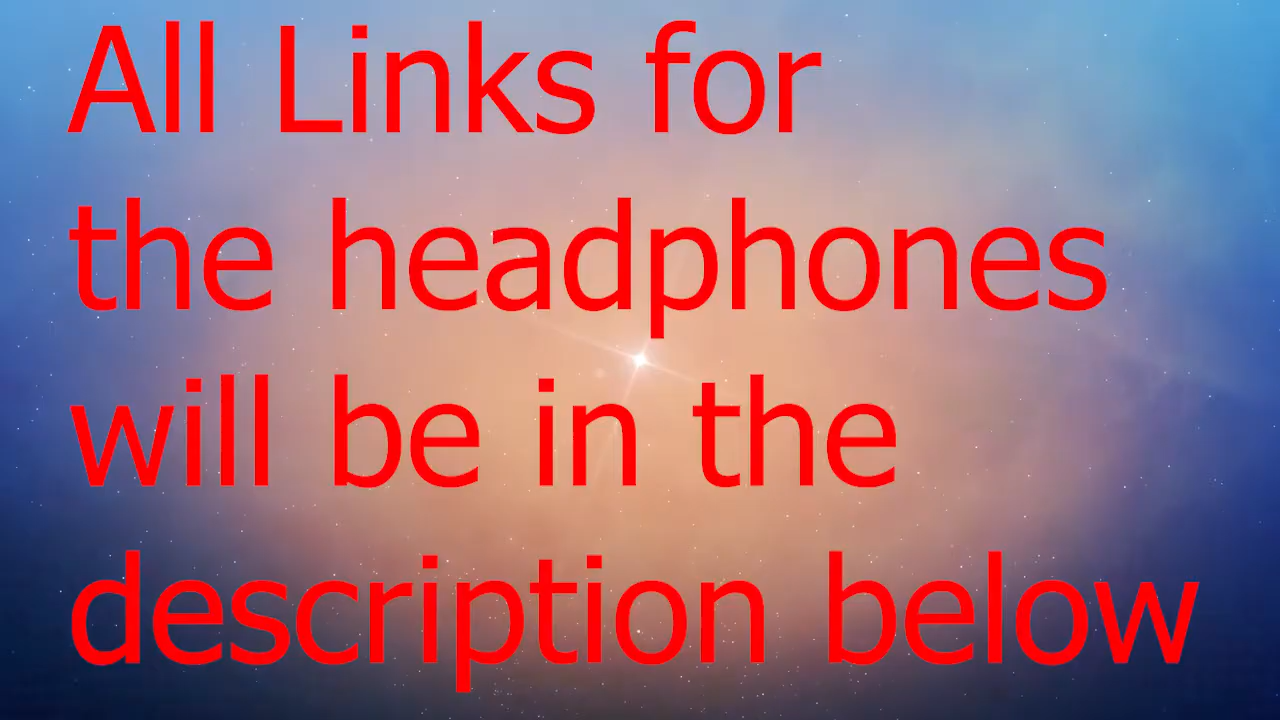 All Links for
the headphones
will be in the
description below